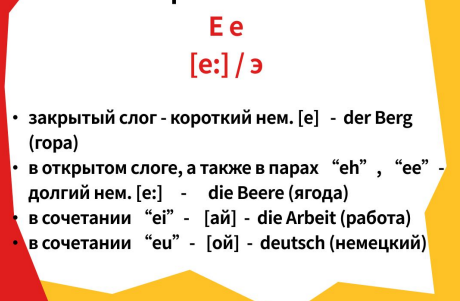 E e
[e:] / э
• закрытый слог - короткий нем. [e] - der Berg
(гора)
• в открытом слоге, а также в парах “eh”, “ee” -
долгий нем. [e:] - die Beere (ягода)
• в сочетании “ei” - [ай] - die Arbeit (работа)
• в сочетании “eu” - [ой] - deutsch (немецкий)